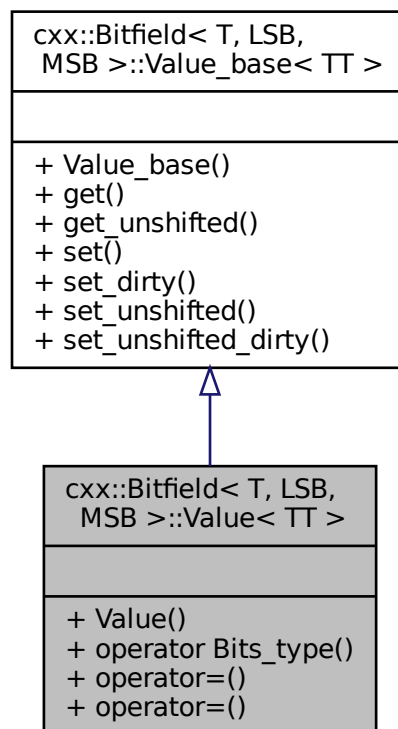 cxx::Bitfield< T, LSB,
MSB >::Value_base< TT >
+ Value_base()
+ get()
+ get_unshifted()
+ set()
+ set_dirty()
+ set_unshifted()
+ set_unshifted_dirty()
cxx::Bitfield< T, LSB,
MSB >::Value< TT >
+ Value()
+ operator Bits_type()
+ operator=()
+ operator=()